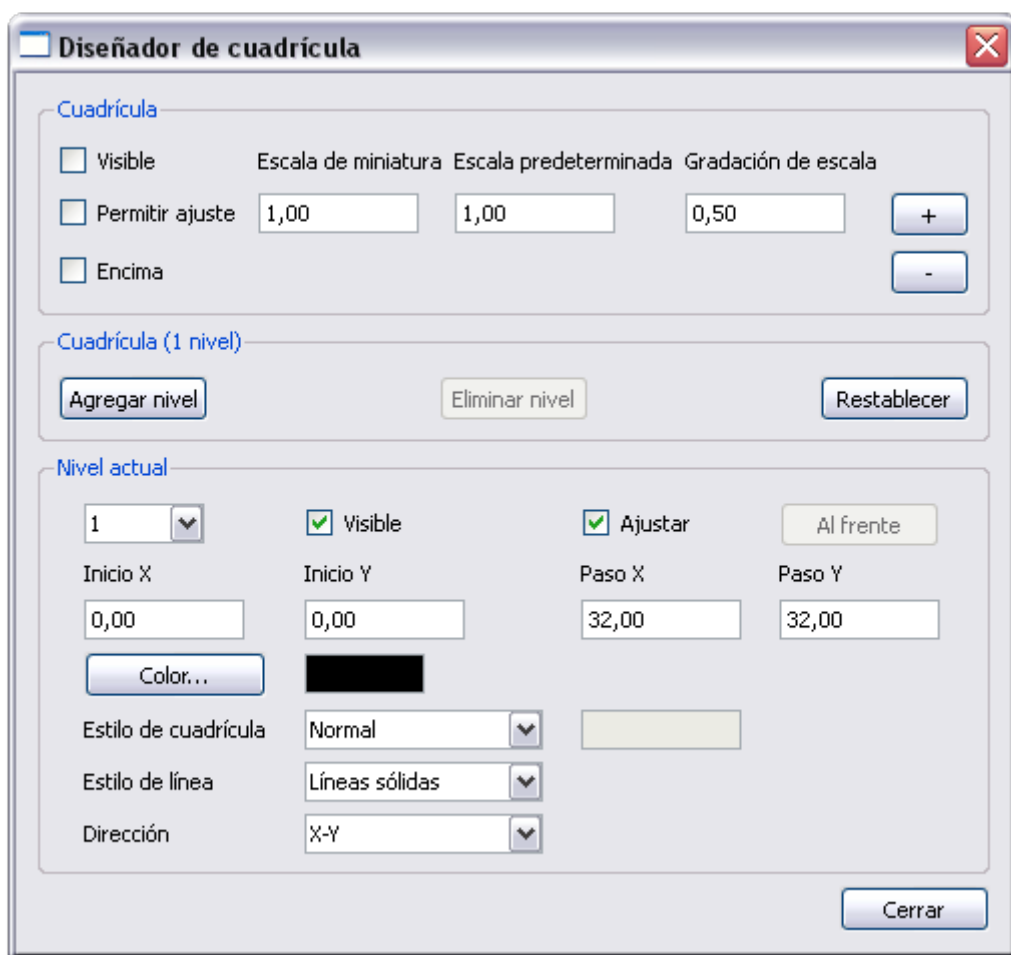 Diseñador de cuadrícula
Cuadrícula
Visible Escala de miniatura Escala predeterminada Gradación de escala
Permitir ajuste 1,00 1,00 0,50 +
Encima -
Cuadrícula (1 nivel)
Agregar nivel Eliminar nivel Restablecer
Nivel actual
1 Visible Ajustar Al frente
Inicio X Inicio Y Paso X Paso Y
0,00 0,00 32,00 32,00
Color...
Estilo de cuadrícula Normal
Estilo de línea Líneas sólidas
Dirección X-Y
Cerrar